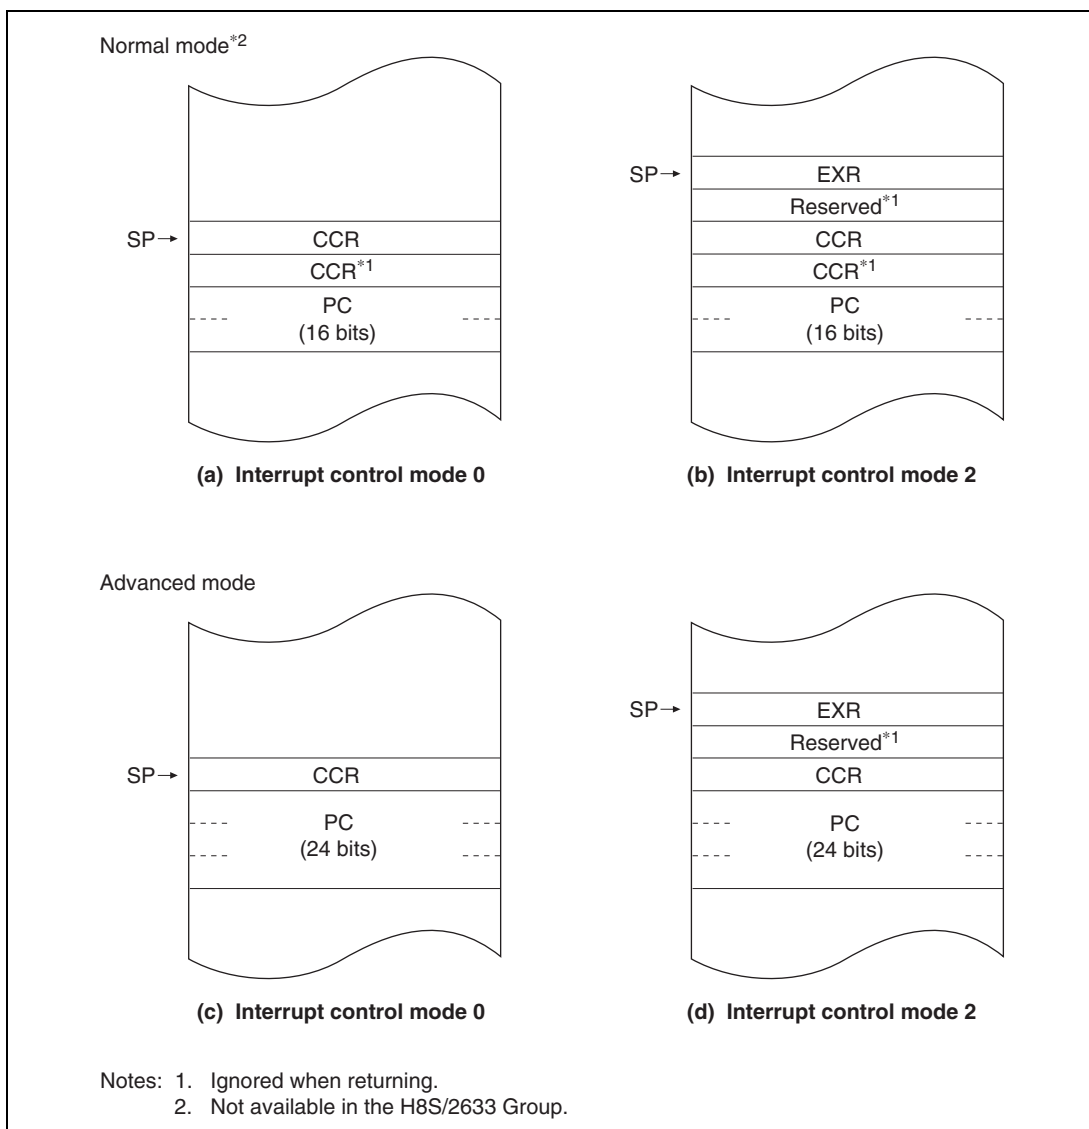 Normal mode*2
SP→
CCR
CCR*1
PC
(16 bits)
(a) Interrupt control mode 0
SP→
EXR
Reserved*1
CCR
CCR*1
PC
(16 bits)
(b) Interrupt control mode 2
Advanced mode
SP→
CCR
PC
(24 bits)
(c) Interrupt control mode 0
SP→
EXR
Reserved*1
CCR
PC
(24 bits)
(d) Interrupt control mode 2
Notes: 1. Ignored when returning.
2. Not available in the H8S/2633 Group.